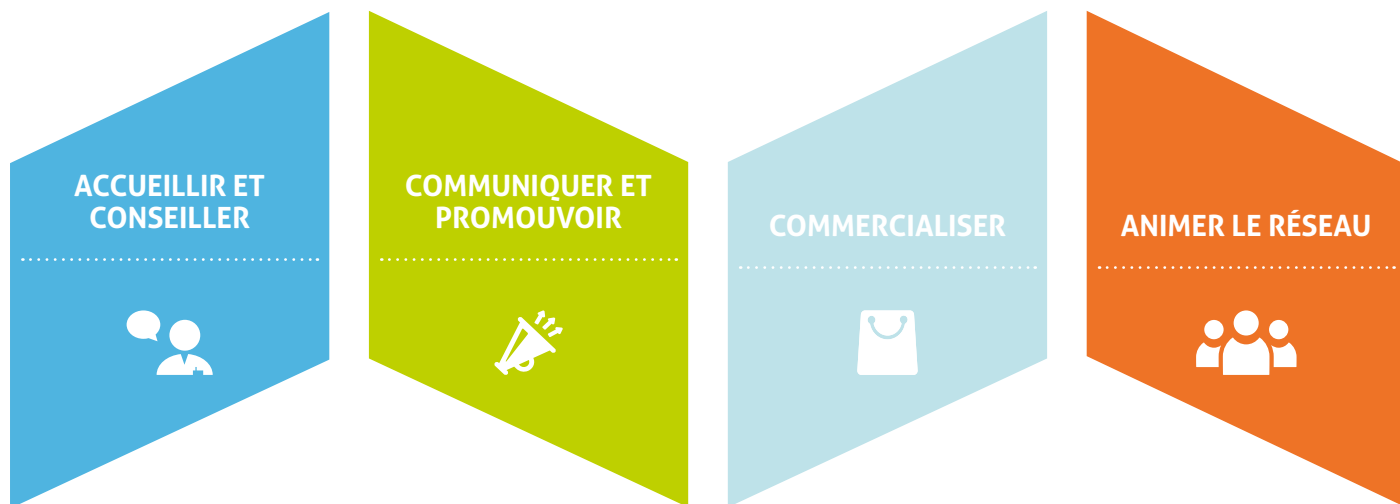 ACCUEILLIR ET
CONSEILLER
COMMUNIQUER ET
PROMOUVOIR
COMMERCIALISER
ANIMER LE RÉSEAU